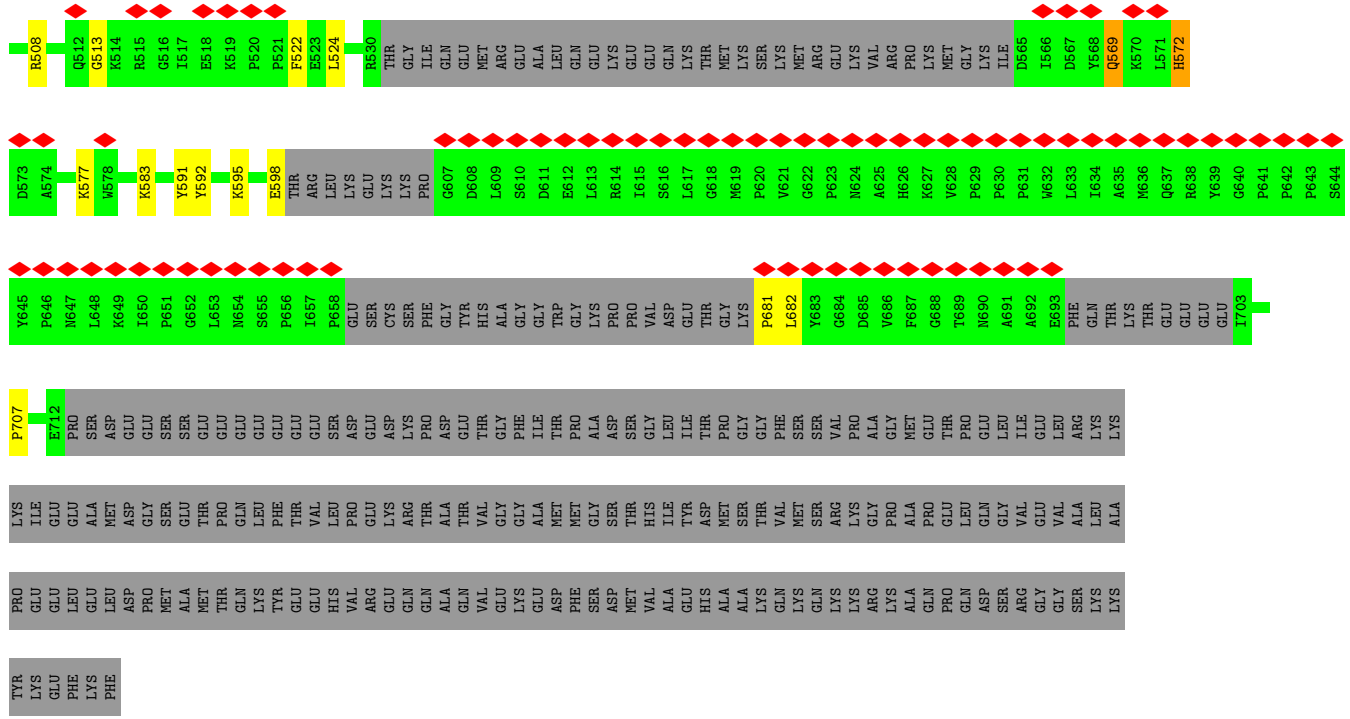 R508 Q512 G513 K514 R515 G516 I517 E518 K519 P520 P521 F522 E523 L524 R530 THR GLY ILE GLN GLU MET ARG GLU ALA LEU GLN GLU LYS GLU GLU GLN LYS THR MET LYS SER LYS MET ARG GLU LYS VAL ARG PRO LYS MET GLY LYS ILE D565 I566 D567 Y568 Q569 K570 L571 H572
D573 A574 K577 W578 K583 Y591 Y592 K595 E598 THR ARG LEU LYS GLU LYS LYS PRO G607 D608 L609 S610 D611 E612 L613 R614 I615 S616 L617 G618 M619 P620 V621 G622 P623 N624 A625 H626 K627 V628 P629 P630 P631 W632 L633 I634 A635 M636 Q637 R638 Y639 G640 P641 P642 P643 S644
Y645 P646 N647 L648 K649 I650 P651 G652 L653 N654 S655 P656 I657 P658 GLU SER CYS SER PHE GLY TYR HIS ALA GLY GLY TRP GLY LYS PRO PRO VAL ASP GLU THR GLY LYS P681 L682 Y683 G684 D685 V686 F687 G688 T689 N690 A691 A692 E693 PHE GLN THR LYS THR GLU GLU GLU GLU I703
P707 E712 PRO SER ASP GLU GLU SER SER GLU GLU GLU GLU GLU GLU GLU SER ASP GLU ASP LYS PRO ASP GLU THR GLY PHE ILE THR PRO ALA ASP SER GLY LEU ILE THR PRO GLY GLY PHE SER SER VAL PRO ALA GLY MET GLU THR PRO GLU LEU ILE GLU LEU ARG LYS LYS
LYS ILE GLU GLU ALA MET ASP GLY SER GLU THR PRO GLN LEU PHE THR VAL LEU PRO GLU LYS ARG THR ALA THR VAL GLY GLY ALA MET MET GLY SER THR HIS ILE TYR ASP MET SER THR VAL MET SER ARG LYS GLY PRO ALA PRO GLU LEU GLN GLY VAL GLU VAL ALA LEU ALA
PRO GLU GLU LEU GLU LEU ASP PRO MET ALA MET THR GLN LYS TYR GLU GLU HIS VAL ARG GLU GLN GLN ALA GLN VAL GLU LYS GLU ASP PHE SER ASP MET VAL ALA GLU HIS ALA ALA LYS GLN LYS GLN LYS LYS ARG LYS ALA GLN PRO GLN ASP SER ARG GLY GLY SER LYS LYS
TYR LYS GLU PHE LYS PHE